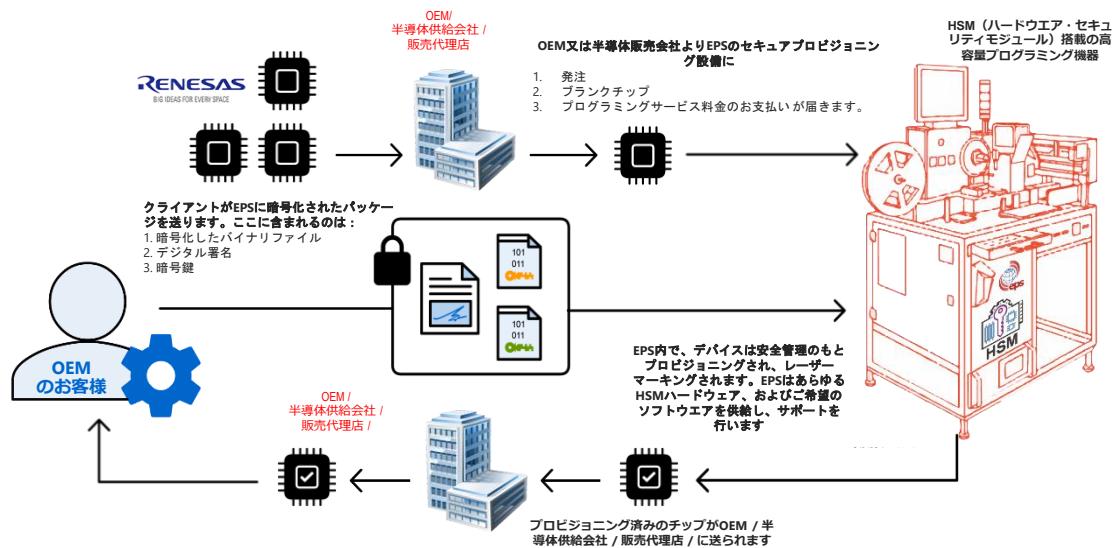 OEM/
半導体供給会社 /
販売代理店
HSM（ハードウエア・セキュ
リティモジュール）搭載の高
容量プログラミング機器
OEM又は半導体販売会社よりEPSのセキュアプロビジョニン
グ設備に
1. 発注
2. ブランクチップ
3. プログラミングサービス料金のお支払いが届きます。
RENESAS
BIG IDEAS FOR EVERY SPACE
クライアントがEPSに暗号化されたパッケー
ジを送ります。ここに含まれるのは：
1. 暗号化したバイナリファイル
2. デジタル署名
3. 暗号鍵
101
011
101
011
eps
HSM
OEM
のお客様
EPS内で、デバイスは安全管理のもと
プロビジョニングされ、レーザー
マーキングされます。EPSはあらゆる
HSMハードウェア、およびご希望の
ソフトウエアを供給し、サポートを
行います
OEM/
半導体供給会社 /
販売代理店 /
プロビジョニング済みのチップがOEM / 半
導体供給会社 / 販売代理店 / に送られます